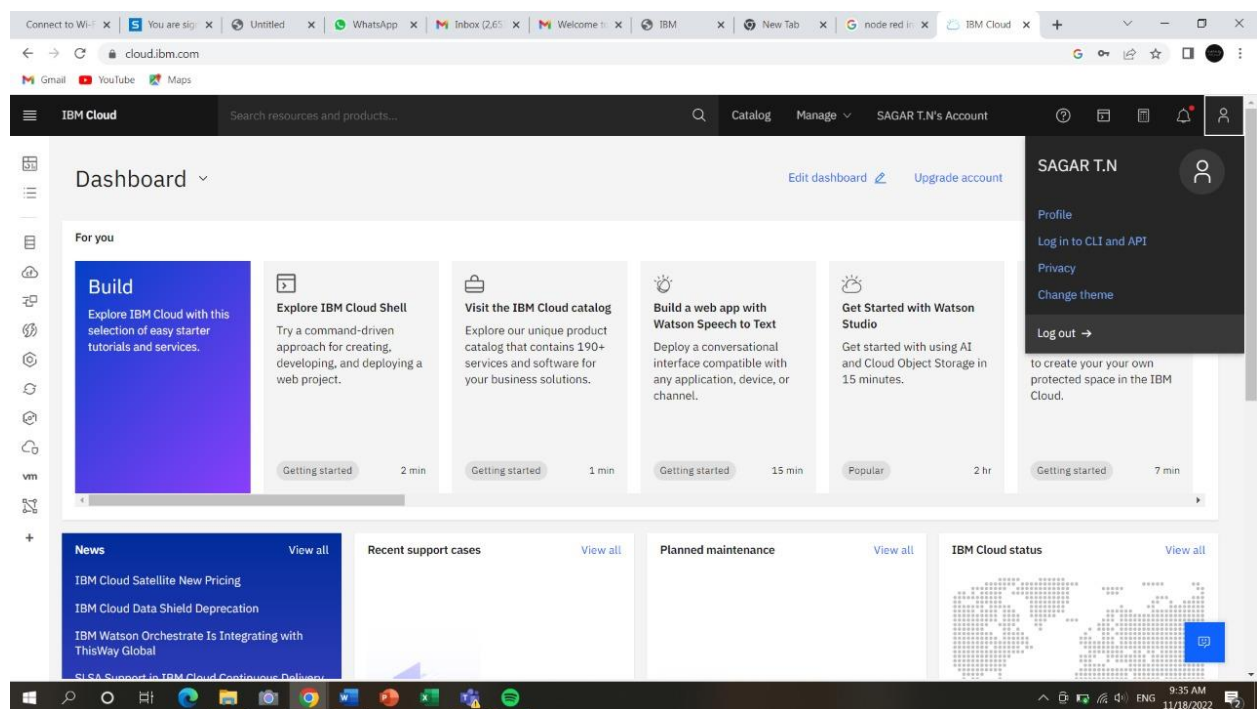 Connect to Wi-F
You are sig
Untitled
WhatsApp
Inbox (2,65
Welcome to
IBM
New Tab
node red in
IBM Cloud
cloud.ibm.com
Gmail
YouTube
Maps
IBM Cloud
Search resources and products...
Catalog
Manage
SAGAR T.N's Account
Dashboard
Edit dashboard
Upgrade account
SAGAR T.N
Profile
Log in to CLI and API
Privacy
Change theme
Log out →
For you
Build
Explore IBM Cloud with this
selection of easy starter
tutorials and services.
Explore IBM Cloud Shell
Try a command-driven
approach for creating,
developing, and deploying a
web project.
Getting started
2 min
Visit the IBM Cloud catalog
Explore our unique product
catalog that contains 190+
services and software for
your business solutions.
Getting started
1 min
Build a web app with
Watson Speech to Text
Deploy a conversational
interface compatible with
any application, device, or
channel.
Getting started
15 min
Get Started with Watson
Studio
Get started with using AI
and Cloud Object Storage in
15 minutes.
Popular
2 hr
to create your your own
protected space in the IBM
Cloud.
Getting started
7 min
vm
News
View all
IBM Cloud Satellite New Pricing
IBM Cloud Data Shield Deprecation
IBM Watson Orchestrate Is Integrating with
ThisWay Global
SLSA Support in IBM Cloud Continuous Delivery
Recent support cases
View all
Planned maintenance
View all
IBM Cloud status
View all
ENG
9:35 AM
11/18/2022